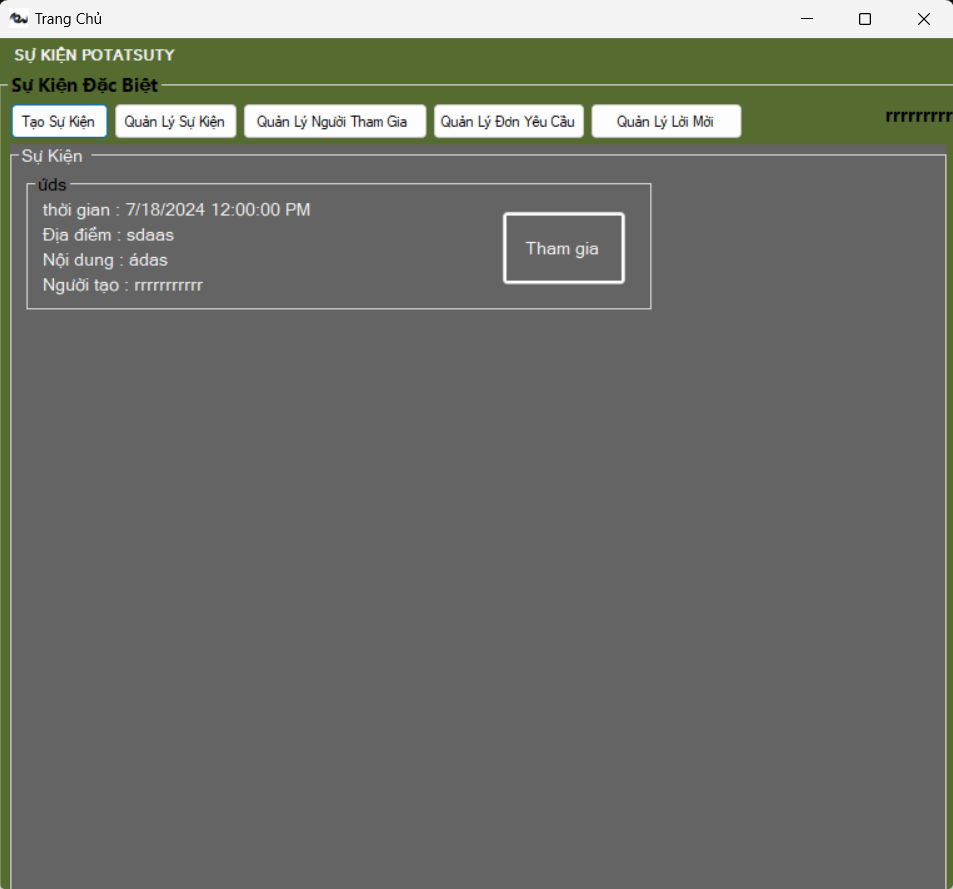 Trang Chủ
SỰ KIỆN POTATSUTY
Sự Kiện Đặc Biệt
Tạo Sự Kiện Quản Lý Sự Kiện Quản Lý Người Tham Gia Quản Lý Đơn Yêu Cầu Quản Lý Lời Mời rrrrrrrrr
Sự Kiện
úds
thời gian : 7/18/2024 12:00:00 PM
Địa điểm : sdaas
Nội dung : ádas
Người tạo : rrrrrrrrrrr
Tham gia